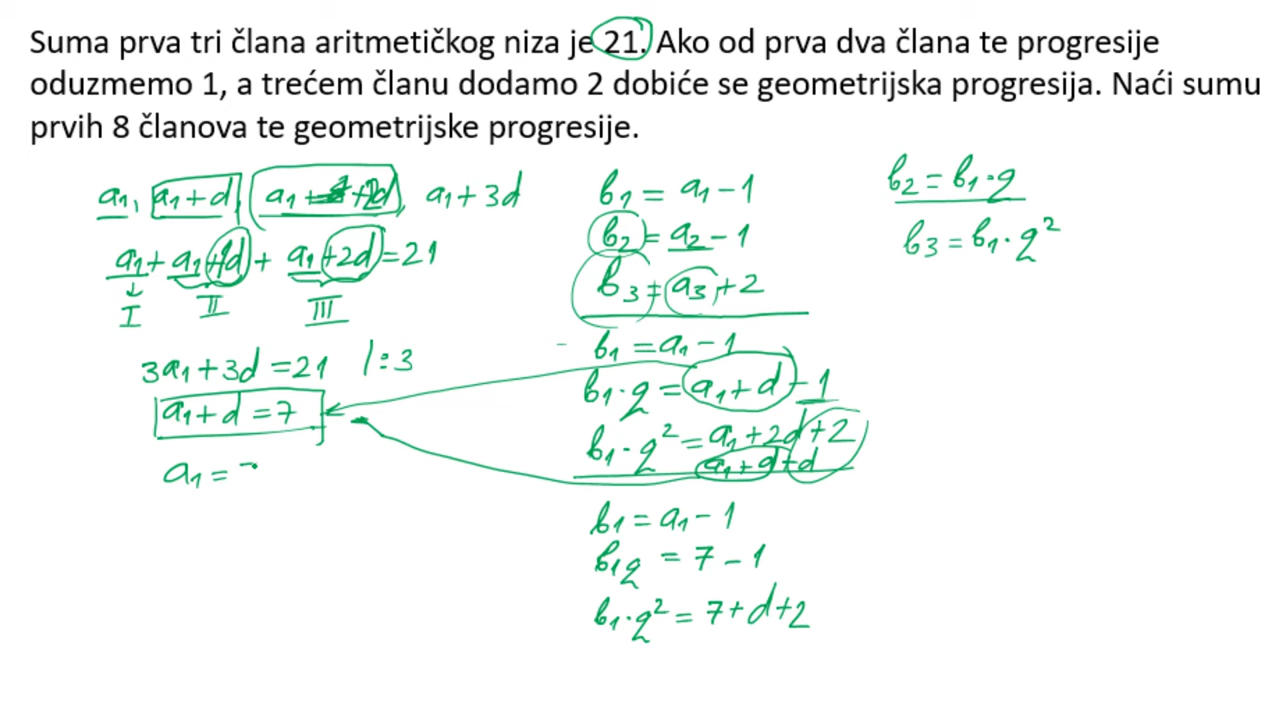 Suma prva tri člana aritmetičkog niza je 21. Ako od prva dva člana te progresije
oduzmemo 1, a trećem članu dodamo 2 dobiće se geometrijska progresija. Naći sumu
prvih 8 članova te geometrijske progresije.
a₁, a₁+d, a₁+2d, a₁+3d
a₁+a₁+1d+a₁+2d=21
I II III
3a₁+3d=21 /:3
a₁+d=7
a₁=7
b₁=a₁-1
b₂=a₂-1
b₃=a₃+2
b₁=a₁-1
b₁·q=a₁+d-1
b₁·q²=a₁+2d+2
a₁+d+d
b₁=a₁-1
b₁q=7-1
b₁·q²=7+d+2
b₂=b₁·q
b₃=b₁·q²